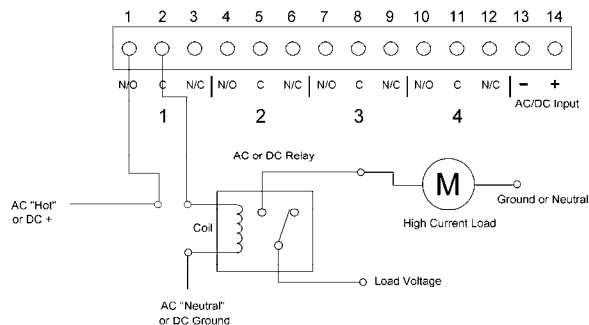 1 2 3 4 5 6 7 8 9 10 11 12 13 14
N/O C N/C N/O C N/C N/O C N/C N/O C N/C − +
1 2 3 4 AC/DC Input
AC or DC Relay
M
AC "Hot"
or DC +
Ground or Neutral
High Current Load
Coil
Load Voltage
AC "Neutral"
or DC Ground